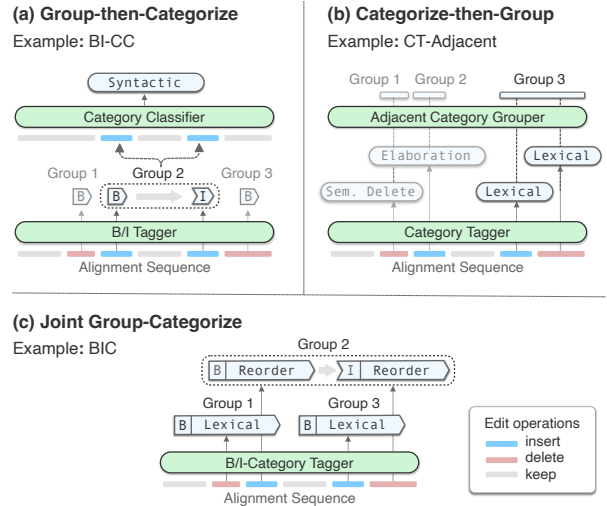 (a) Group-then-Categorize
Example: BI-CC
Syntactic
Category Classifier
Group 1
Group 2
Group 3
B
B
I
B
B/I Tagger
Alignment Sequence
(b) Categorize-then-Group
Example: CT-Adjacent
Group 1
Group 2
Group 3
Adjacent Category Grouper
Elaboration
Lexical
Sem. Delete
Lexical
Category Tagger
Alignment Sequence
(c) Joint Group-Categorize
Example: BIC
Group 2
B Reorder
I Reorder
Group 1
Group 3
B Lexical
B Lexical
B/I-Category Tagger
Alignment Sequence
Edit operations
insert
delete
keep